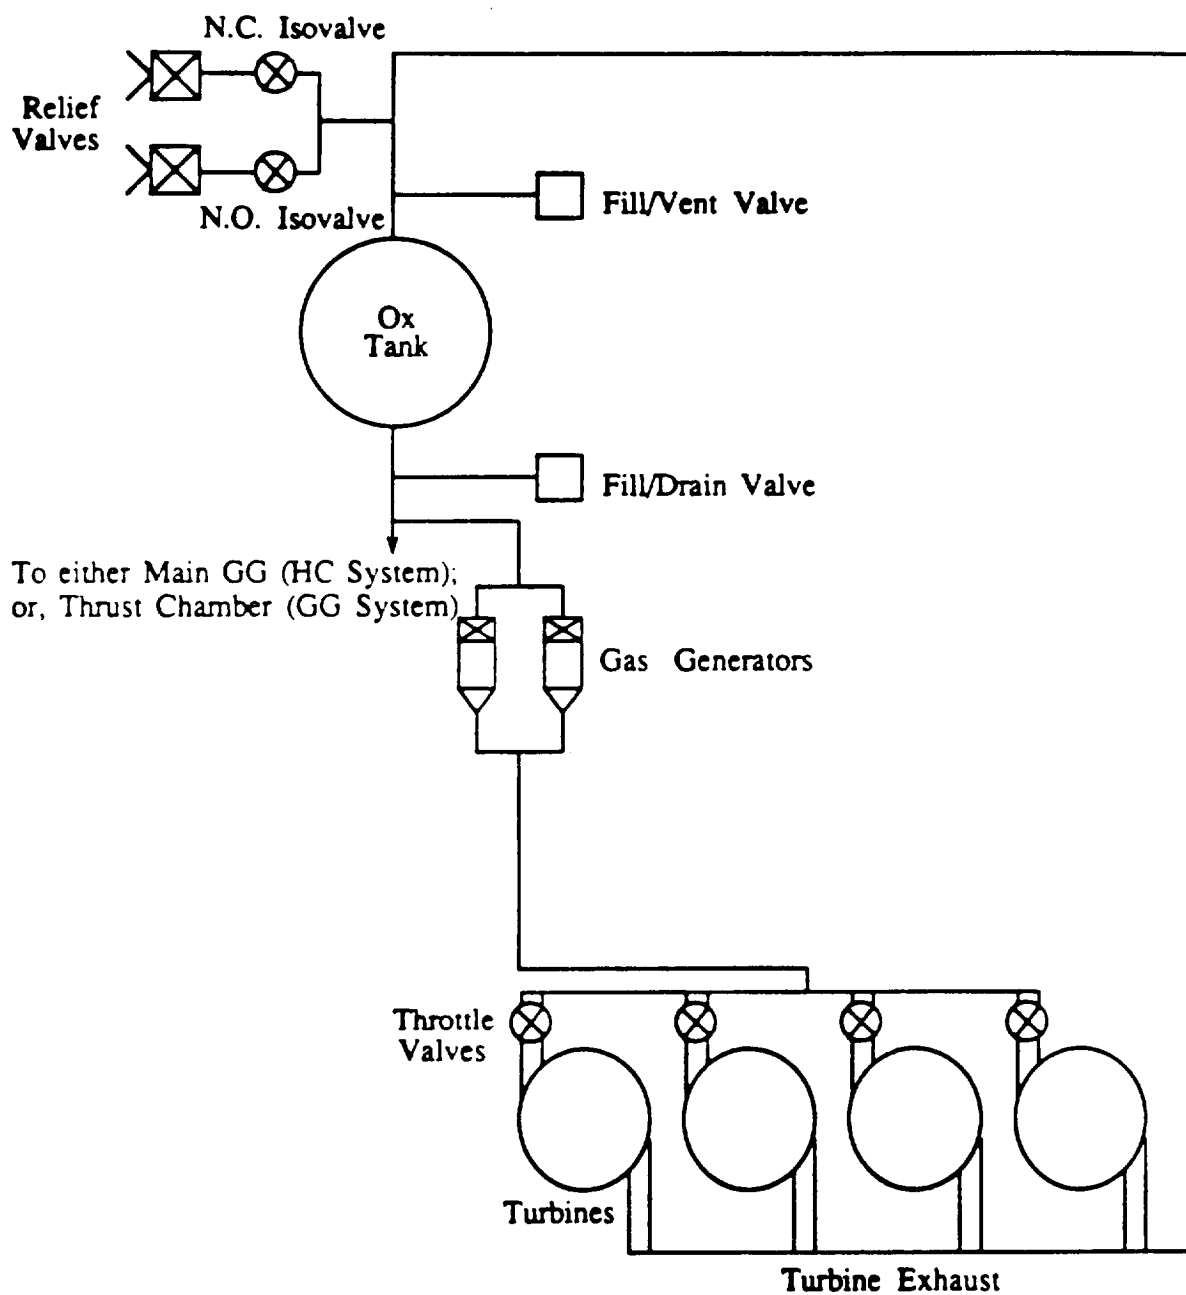 N.C. Isovalve
Relief
Valves
N.O. Isovalve
Fill/Vent Valve
Ox
Tank
Fill/Drain Valve
To either Main GG (HC System);
or, Thrust Chamber (GG System)
Gas Generators
Throttle
Valves
Turbines
Turbine Exhaust